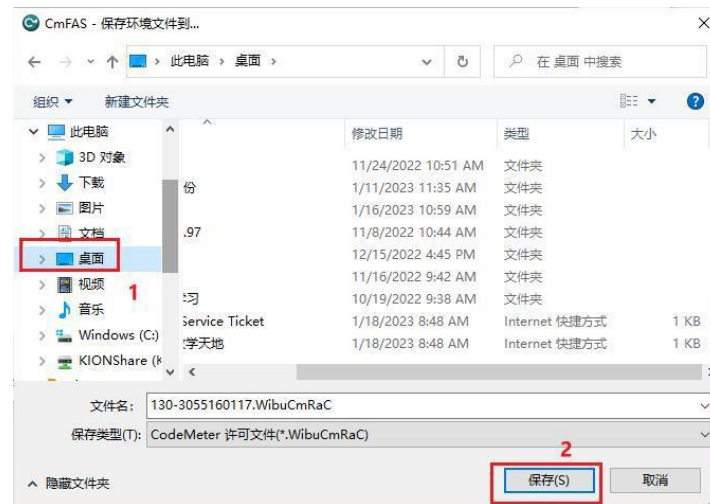 CmFAS - 保存环境文件到...
此电脑 › 桌面 ›
在 桌面 中搜索
组织 新建文件夹
此电脑 修改日期 类型 大小
3D 对象 11/24/2022 10:51 AM 文件夹
下载 份 1/11/2023 11:35 AM 文件夹
图片 1/16/2023 10:59 AM 文件夹
文档 .97 11/8/2022 10:44 AM 文件夹
桌面 12/15/2022 4:45 PM 文件夹
视频 1 11/16/2022 9:42 AM 文件夹
音乐 习 10/19/2022 9:38 AM 文件夹
Windows (C:) Service Ticket 1/18/2023 8:48 AM Internet 快捷方式 1 KB
KIONShare (K 学天地 1/18/2023 8:48 AM Internet 快捷方式 1 KB
文件名: 130-3055160117.WibuCmRaC
保存类型(T): CodeMeter 许可文件(*.WibuCmRaC)
2
隐藏文件夹 保存(S) 取消